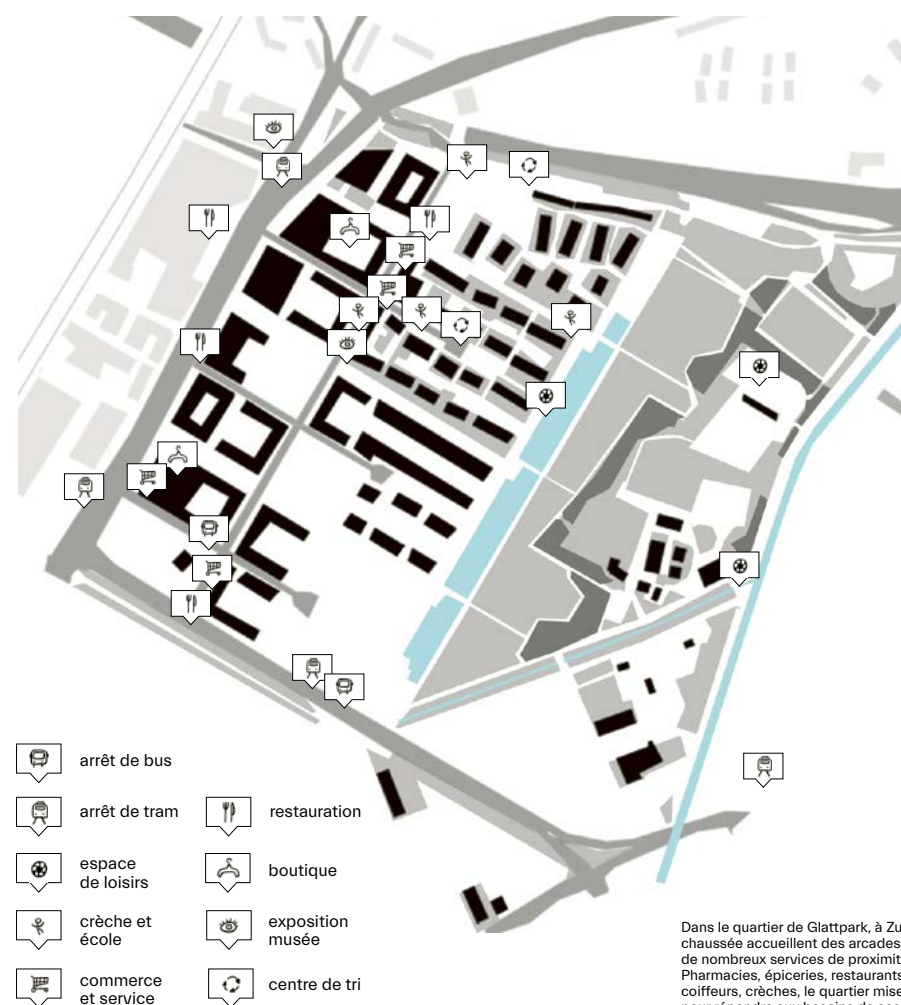 arrêt de bus
arrêt de tram
espace
de loisirs
crèche et
école
commerce
et service
restauration
boutique
exposition
musée
centre de tri
Dans le quartier de Glattpark, à
chaussée accueillent des arcades
de nombreux services de
Pharmacies, épiceries, restaurants
coiffeurs, crèches, le quartier mise